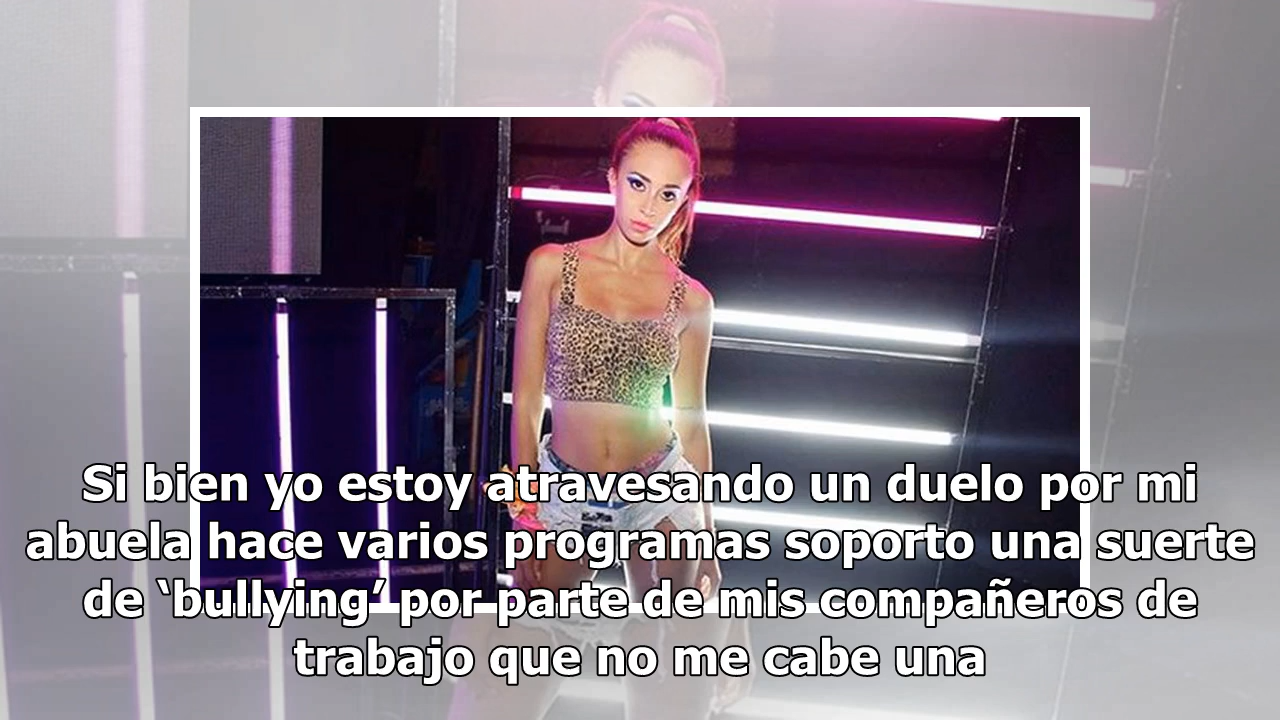 Si bien yo estoy atravesando un duelo por mi
abuela hace varios programas soporto una suerte
de ‘bullying’ por parte de mis compañeros de
trabajo que no me cabe una